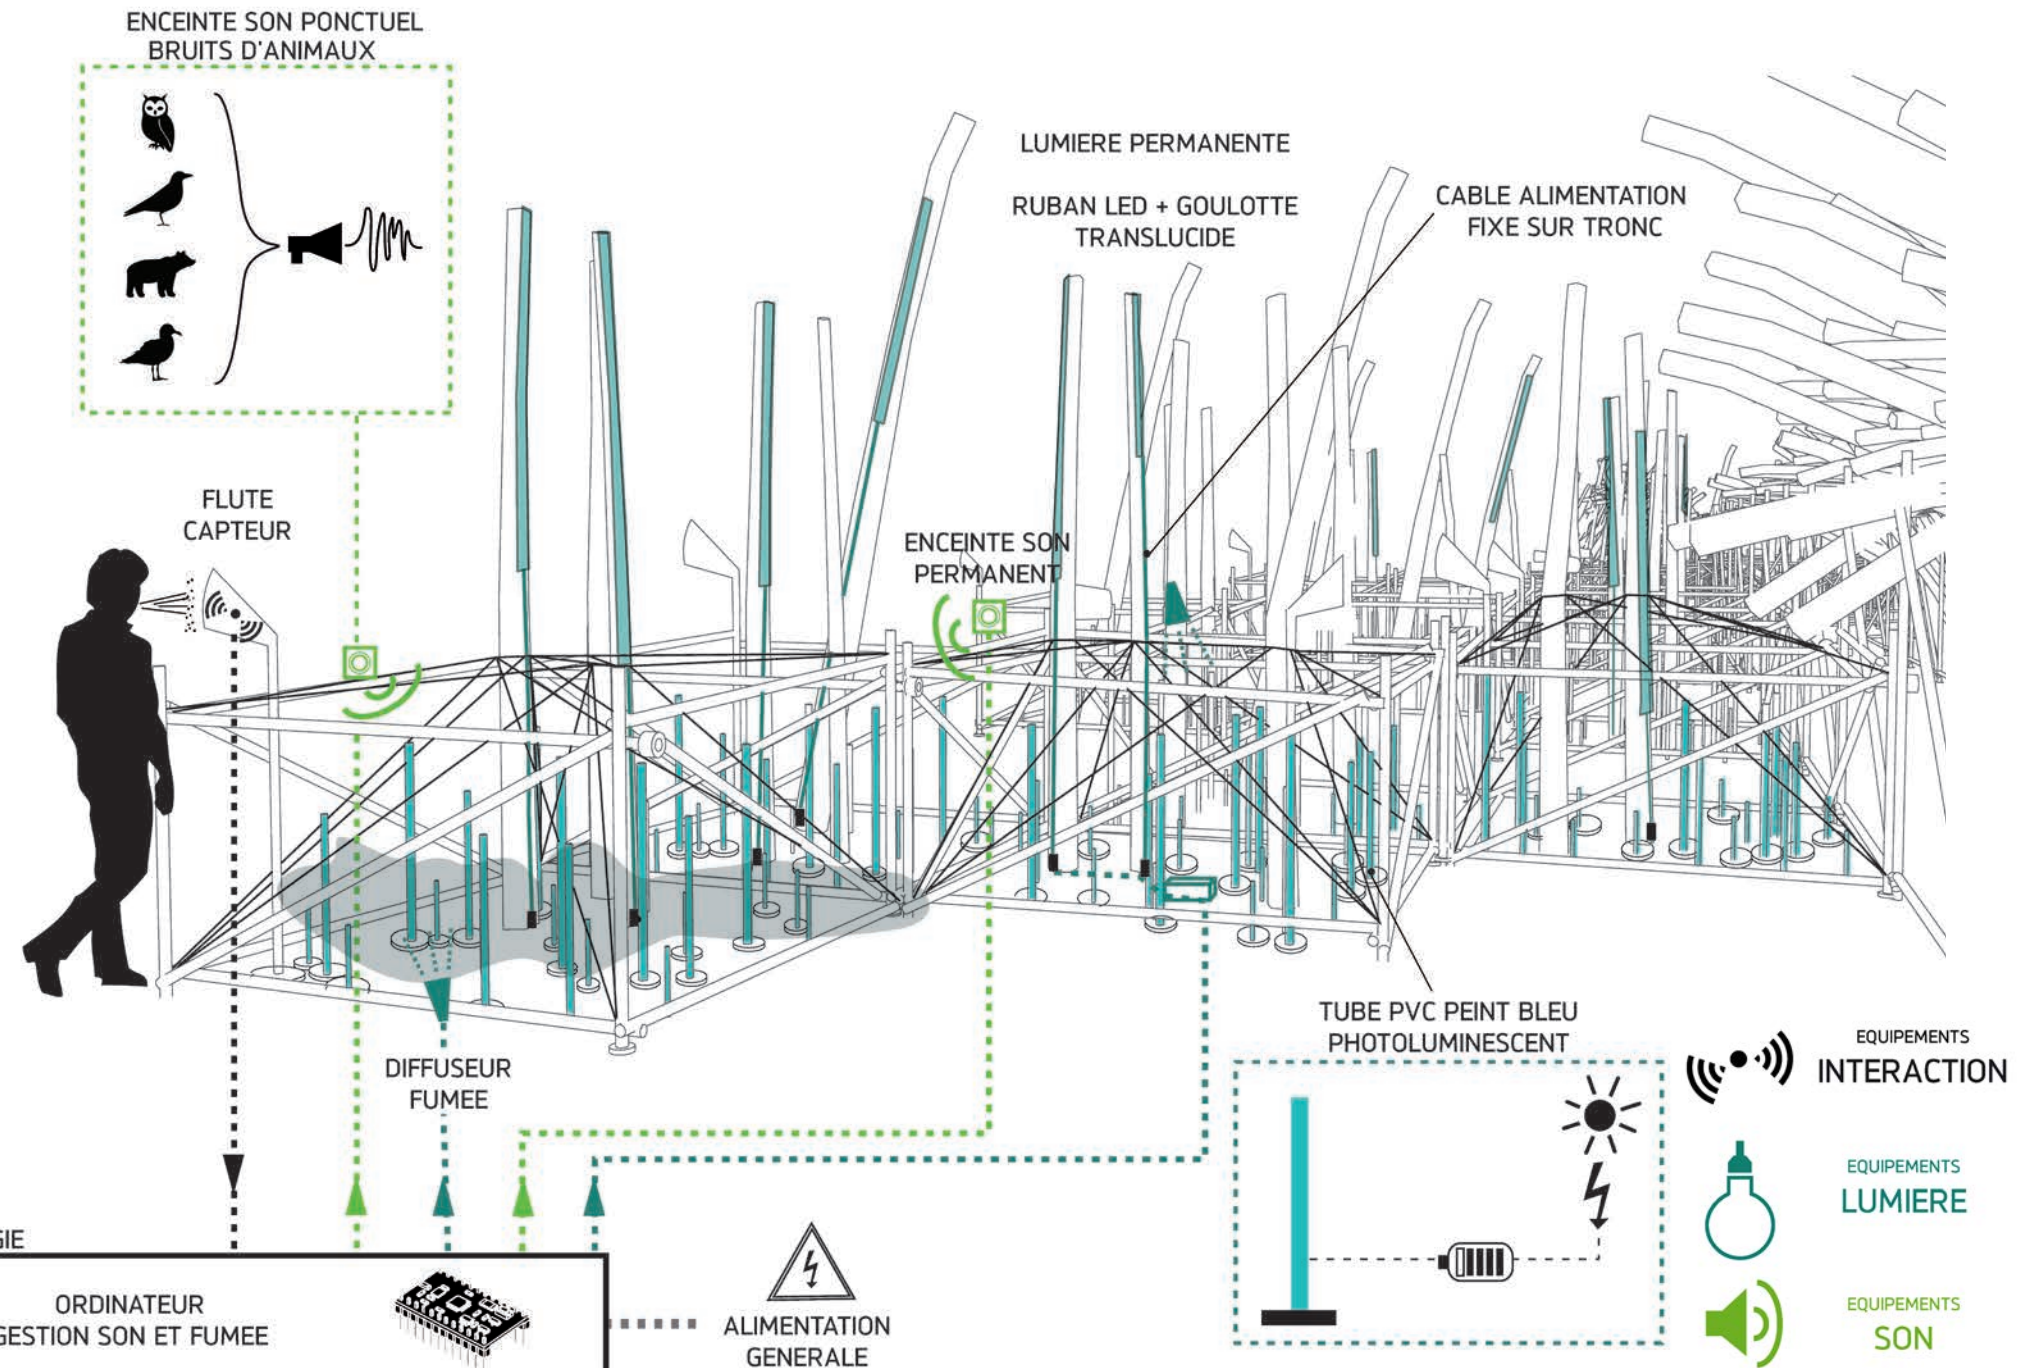 ENCEINTE SON PONCTUEL
BRUITS D'ANIMAUX
LUMIERE PERMANENTE
RUBAN LED + GOULOTTE
TRANSLUCIDE
CABLE ALIMENTATION
FIXE SUR TRONC
FLUTE
CAPTEUR
ENCEINTE SON
PERMANENT
DIFFUSEUR
FUMEE
TUBE PVC PEINT BLEU
PHOTOLUMINESCENT
EQUIPEMENTS
INTERACTION
EQUIPEMENTS
LUMIERE
EQUIPEMENTS
SON
GIE
ORDINATEUR
GESTION SON ET FUMEE
ALIMENTATION
GENERALE